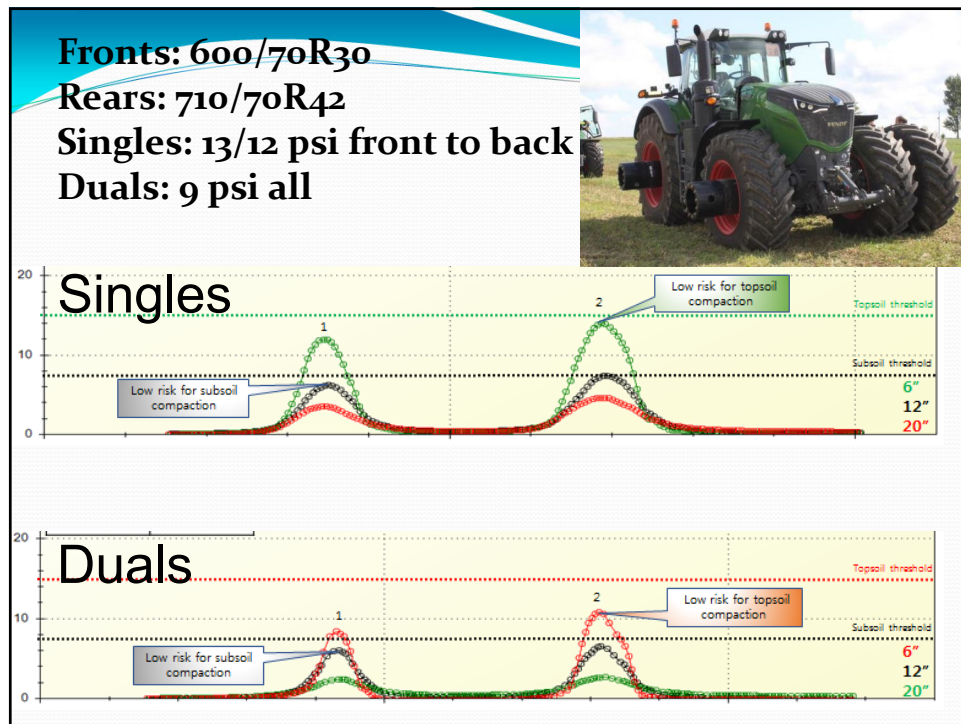 Fronts: 600/70R30
Rears: 710/70R42
Singles: 13/12 psi front to back
Duals: 9 psi all
FENDT
Singles
20
10
0
1
2
Low risk for topsoil
compaction
Topsoil threshold
Low risk for subsoil
compaction
Subsoil threshold
6”
12”
20”
Duals
20
10
0
1
2
Low risk for topsoil
compaction
Topsoil threshold
Low risk for subsoil
compaction
Subsoil threshold
6”
12”
20”